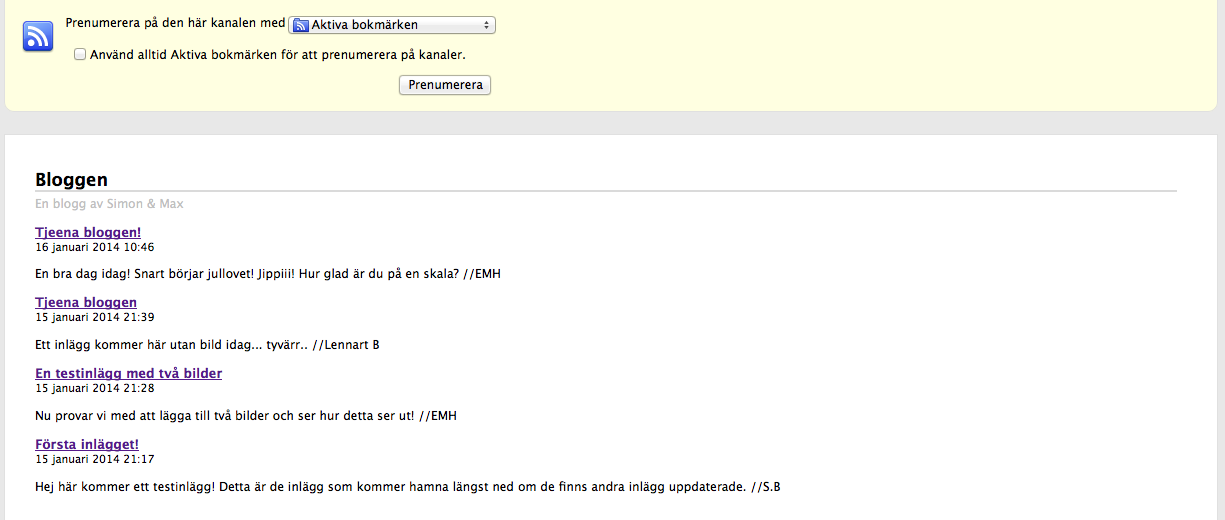 Prenumerera på den här kanalen med Aktiva bokmärken
Använd alltid Aktiva bokmärken för att prenumerera på kanaler.
Prenumerera
Bloggen
En blogg av Simon & Max
Tjeena bloggen!
16 januari 2014 10:46
En bra dag idag! Snart börjar jullovet! Jippiii! Hur glad är du på en skala? //EMH
Tjeena bloggen
15 januari 2014 21:39
Ett inlägg kommer här utan bild idag... tyvärr.. //Lennart B
En testinlägg med två bilder
15 januari 2014 21:28
Nu provar vi med att lägga till två bilder och ser hur detta ser ut! //EMH
Första inlägget!
15 januari 2014 21:17
Hej här kommer ett testinlägg! Detta är de inlägg som kommer hamna längst ned om de finns andra inlägg uppdaterade. //S.B